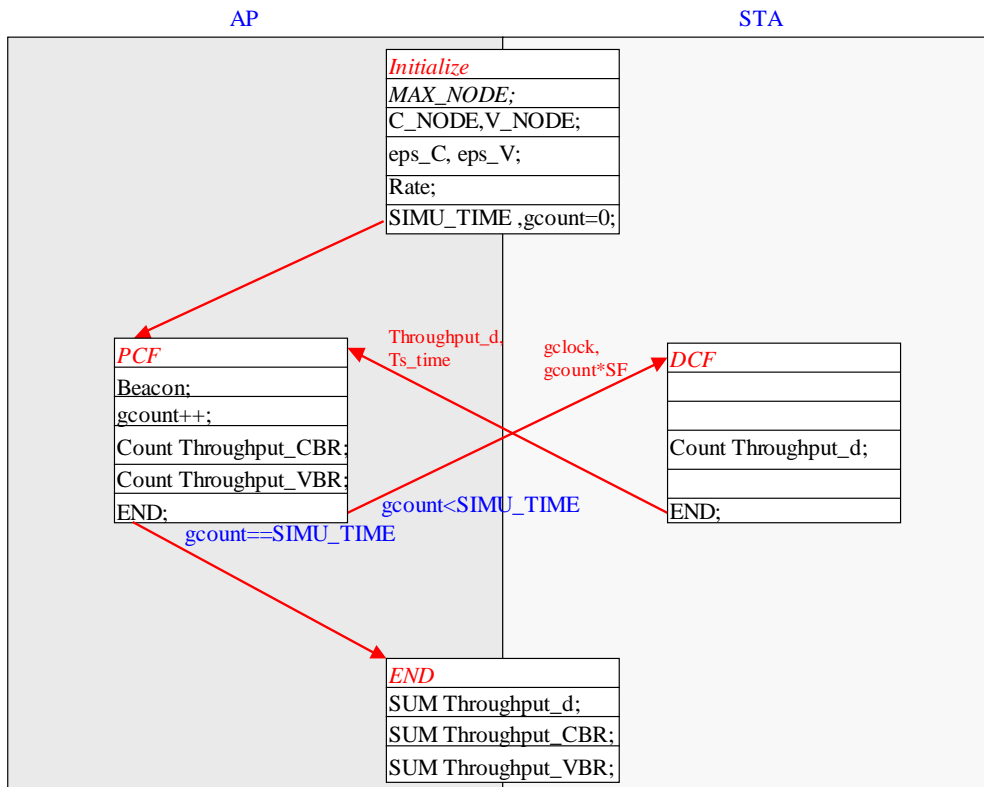 AP
STA
Initialize
MAX_NODE;
C_NODE,V_NODE;
eps_C, eps_V;
Rate;
SIMU_TIME ,gcount=0;
PCF
Beacon;
gcount++;
Count Throughput_CBR;
Count Throughput_VBR;
END;
Throughput_d,
Ts_time
gclock,
gcount*SF
DCF
Count Throughput_d;
END;
gcount<SIMU_TIME
gcount==SIMU_TIME
END
SUM Throughput_d;
SUM Throughput_CBR;
SUM Throughput_VBR;